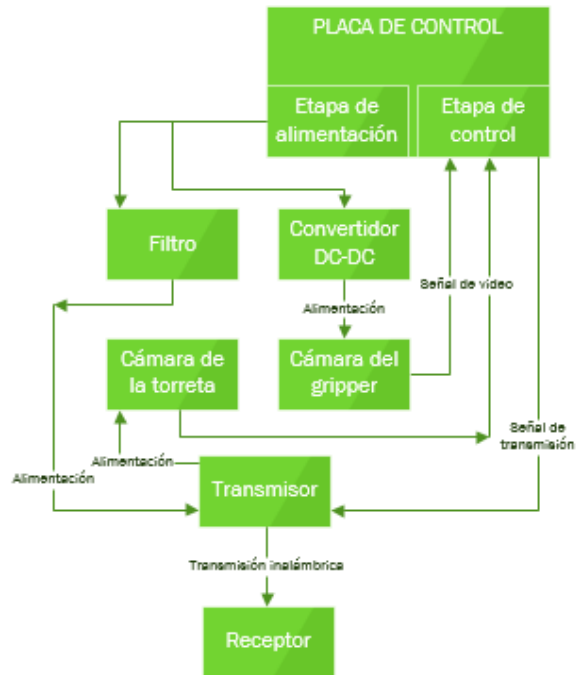 PLACA DE CONTROL
Etapa de
alimentación
Etapa de
control
Filtro
Convertidor
DC-DC
Señal de video
Alimentación
Cámara de
la torreta
Cámara del
gripper
Señal de
transmisión
Alimentación
Alimentación
Transmisor
Transmisión inalámbrica
Receptor